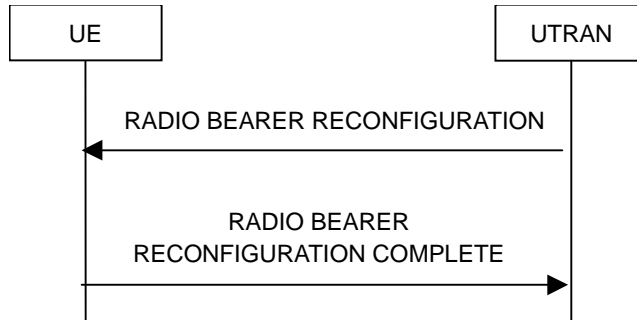 UE
UTRAN
RADIO BEARER RECONFIGURATION
RADIO BEARER
RECONFIGURATION COMPLETE